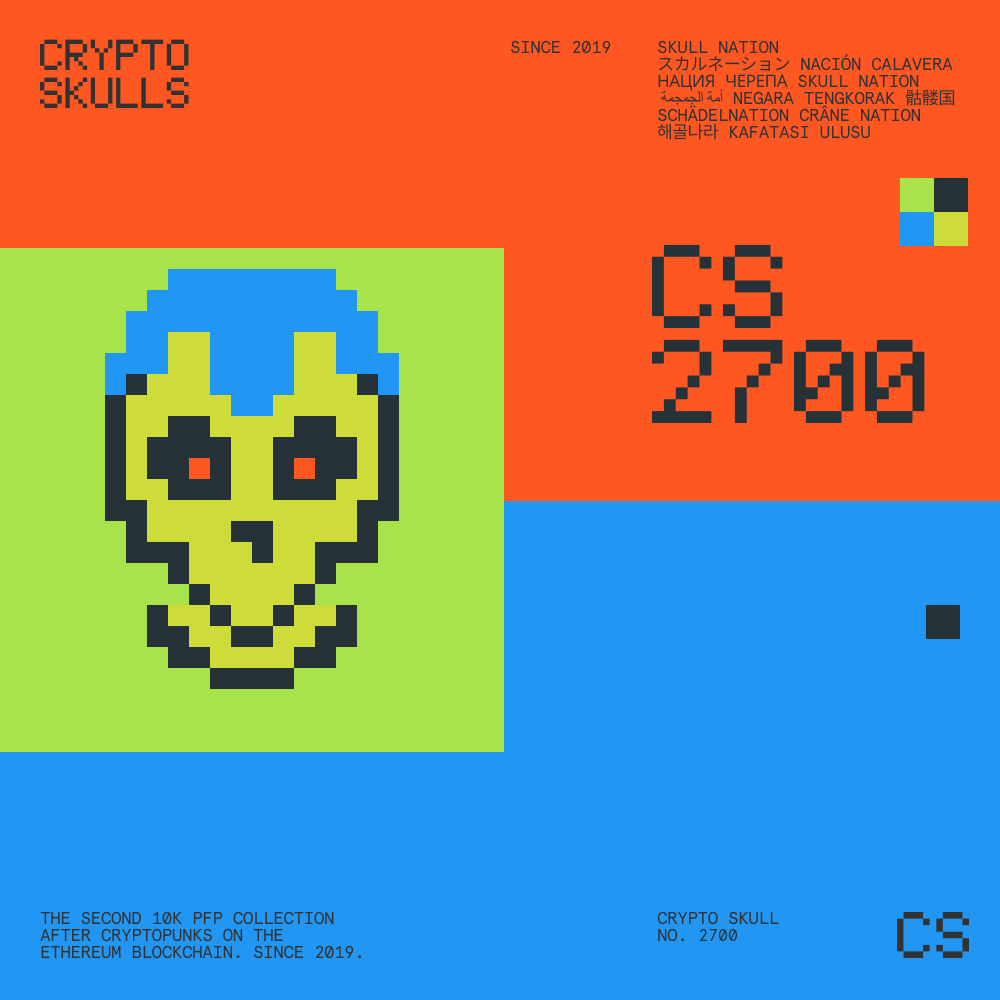 CRYPTO
SKULLS
SINCE 2019
SKULL NATION
スカルネーション NACIÓN CALAVERA
НАЦИЯ ЧЕРЕПА SKULL NATION
أمة الجمجمة NEGARA TENGKORAK 骷髅国
SCHÄDELNATION CRÂNE NATION
해골나라 KAFATASI ULUSU
CS
2700
THE SECOND 10K PFP COLLECTION
AFTER CRYPTOPUNKS ON THE
ETHEREUM BLOCKCHAIN. SINCE 2019.
CRYPTO SKULL
NO. 2700
CS